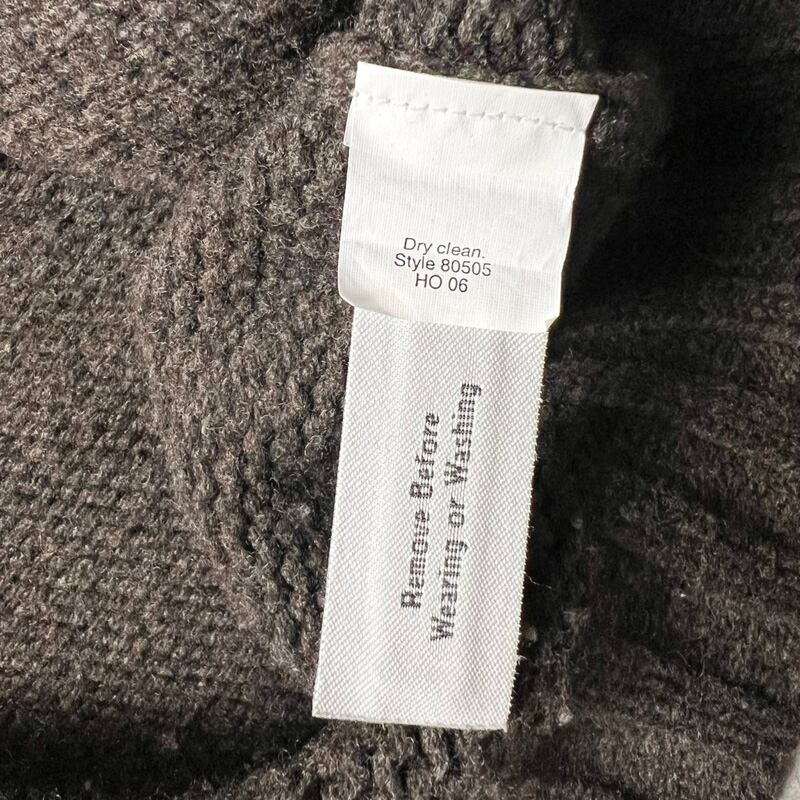 Dry clean.
Style 80505
HO 06
Remove Before
Wearing or Washing